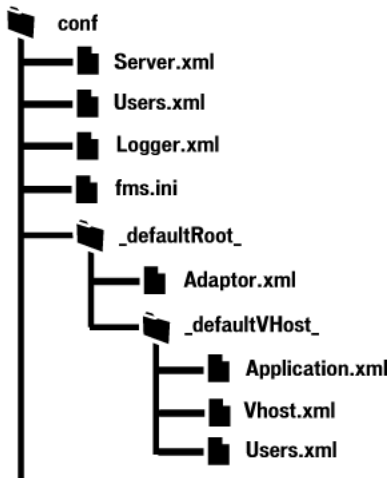 conf
Server.xml
Users.xml
Logger.xml
fms.ini
_defaultRoot_
Adaptor.xml
_defaultVHost_
Application.xml
Vhost.xml
Users.xml